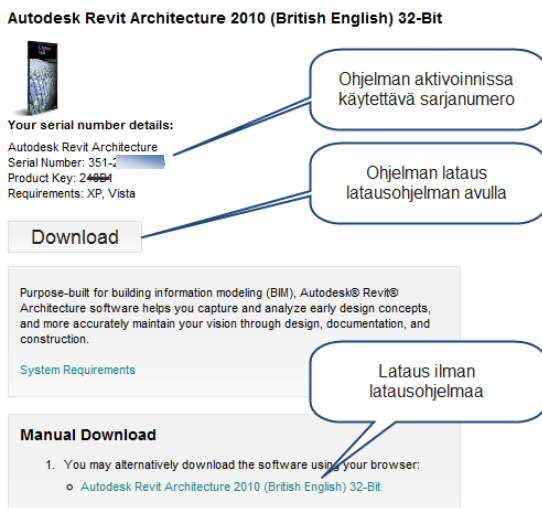 Autodesk Revit Architecture 2010 (British English) 32-Bit
Ohjelman aktivoinnissa
käytettävä sarjanumero
Your serial number details:
Autodesk Revit Architecture
Serial Number: 351-2
Product Key:
Requirements: XP, Vista
Ohjelman lataus
latausohjelman avulla
Download
Purpose-built for building information modeling (BIM), Autodesk® Revit®
Architecture software helps you capture and analyze early design concepts,
and more accurately maintain your vision through design, documentation, and
construction.
System Requirements
Lataus ilman
latausohjelmaa
Manual Download
1. You may alternatively download the software using your browser:
Autodesk Revit Architecture 2010 (British English) 32-Bit